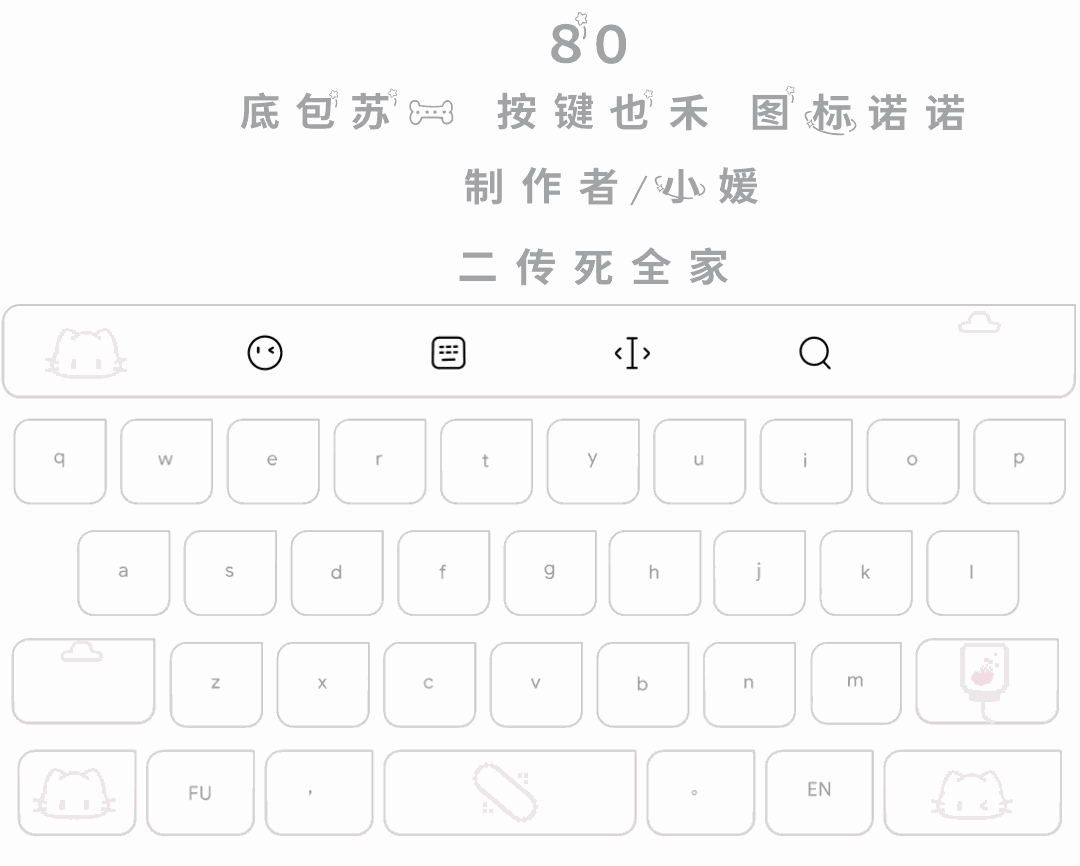 80
底包苏 按键也禾 图标诺诺
制作者/小媛
二传死全家
q w e r t y u i o p
a s d f g h j k l
z x c v b n m
FU , 。 EN